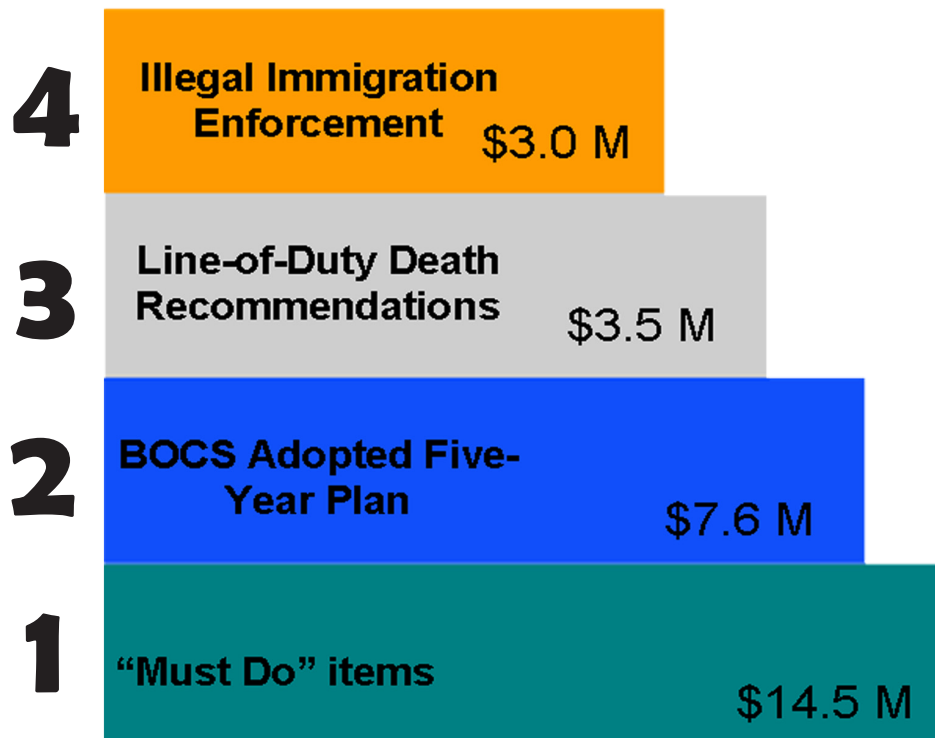 4
Illegal Immigration
Enforcement
$3.0 M
3
Line-of-Duty Death
Recommendations
$3.5 M
2
BOCS Adopted Five-
Year Plan
$7.6 M
1
“Must Do” items
$14.5 M